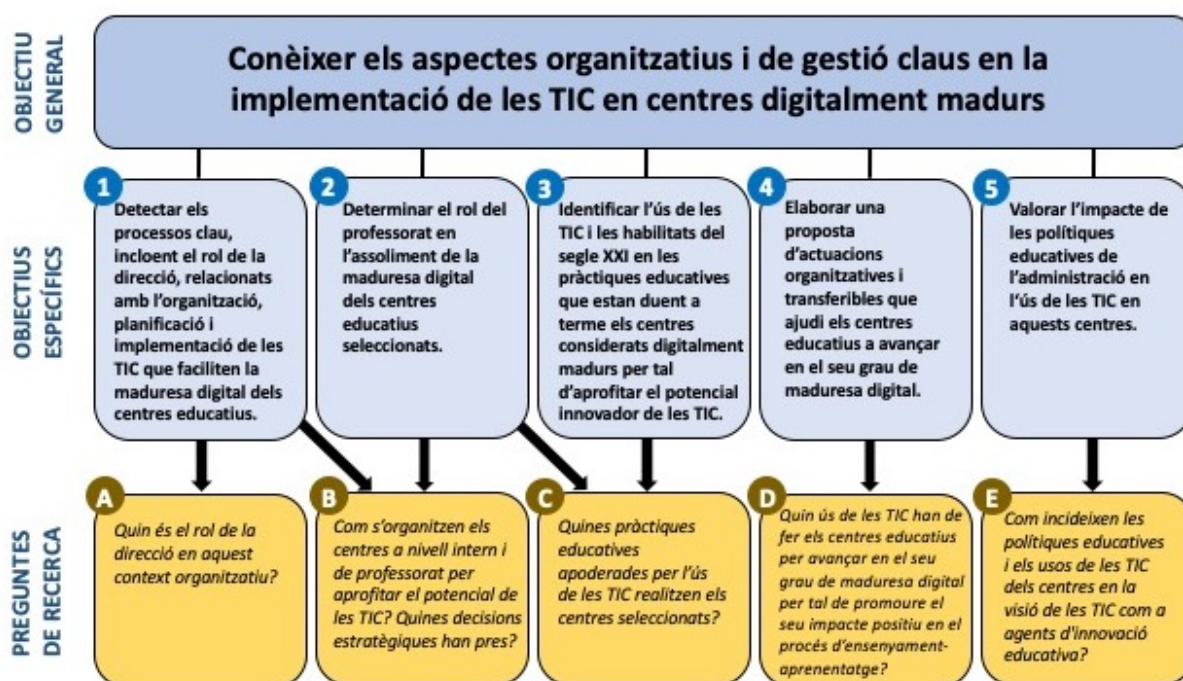 OBJECTIU
GENERAL
Conèixer els aspectes organitzatius i de gestió claus en la
implementació de les TIC en centres digitalment madurs
OBJECTIUS
ESPECÍFICS
1
Detectar els
processos clau,
incloent el rol de la
direcció, relacionats
amb l'organització,
planificació i
implementació de les
TIC que faciliten la
maduresa digital dels
centres educatius.
2
Determinar el rol del
professorat en
l'assoliment de la
maduresa digital
dels centres
educatius
seleccionats.
3
Identificar l'ús de les
TIC i les habilitats del
segle XXI en les
pràctiques educatives
que estan duent a
terme els centres
considerats digitalment
madurs per tal
d'aprofitar el potencial
innovador de les TIC.
4
Elaborar una
proposta
d'actuacions
organitzatives i
transferibles que
ajudi els centres
educatius a avançar
en el seu grau de
maduresa digital.
5
Valorar l'impacte de
les polítiques
educatives de
l'administració en
l'ús de les TIC en
aquests centres.
PREGUNTES
DE RECERCA
A
Quin és el rol de la
direcció en aquest
context organitzatiu?
B
Com s'organitzen els
centres a nivell intern i
de professorat per
aprofitar el potencial de
les TIC? Quines decisions
estratègiques han pres?
C
Quines pràctiques
educatives
apoderades per l'ús
de les TIC realitzen els
centres seleccionats?
D
Quin ús de les TIC han de
fer els centres educatius
per avançar en el seu
grau de maduresa digital
per tal de promoure el
seu impacte positiu en el
procés d'ensenyament-
aprenentatge?
E
Com incideixen les
polítiques educatives
i els usos de les TIC
dels centres en la
visió de les TIC com a
agents d'innovació
educativa?